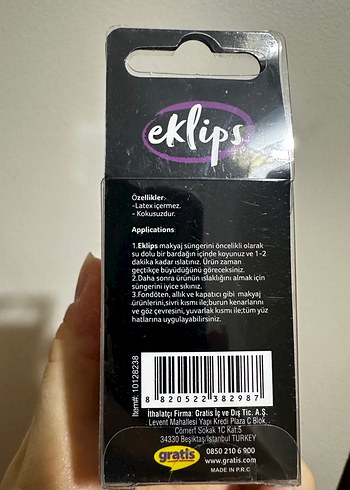 eklips
Özellikler:
-Latex içermez.
- Kokusuzdur.
Applications:
1.Eklips makyaj süngerini öncelikli olarak
su dolu bir bardağın içinde koyunuz ve 1-2
dakika kadar ıslatınız. Ürün zaman
geçtikçe büyüdüğünü göreceksiniz.
2.Daha sonra ürünün ıslaklığını almak için
süngerini iyice sıkınız.
3.Fondöten, allık ve kapatıcı gibi makyaj
ürünlerini,sivri kısmı ile;burun kenarlarını
ve göz çevresini, yuvarlak kısmı ile;tüm yüz
hatlarına uygulayabilirsiniz.
Item#: 10128238
8 820522 382987
İthalatçı Firma: Gratis İç ve Dış Tic. A.Ş.
Levent Mahallesi Yapı Kredi Plaza C Blok
Cömert Sokak 1C Kat:5
34330 Beşiktaş/İstanbul TURKEY
gratis
0850 210 6 900
www.gratis.com
MADE IN P.R.C